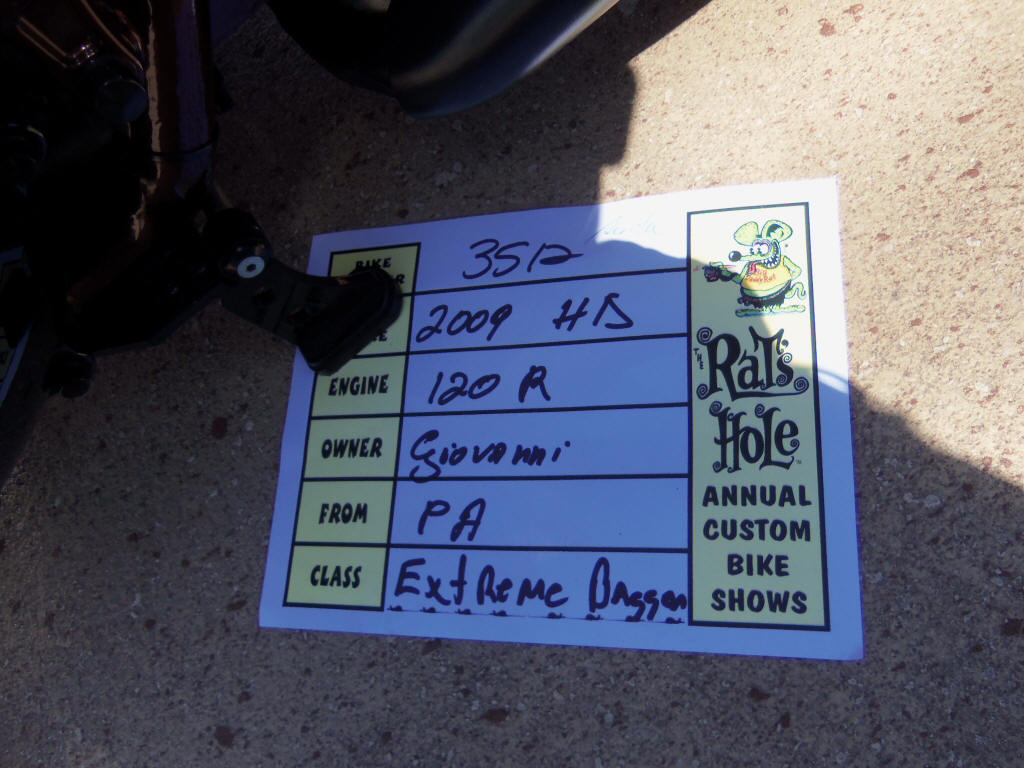 BIKE
3512
2009 HD
ENGINE 120 R
OWNER Giovanni
FROM PA
CLASS Extreme Bagger
THE
RAT'S
HOLE
ANNUAL
CUSTOM
BIKE
SHOWS